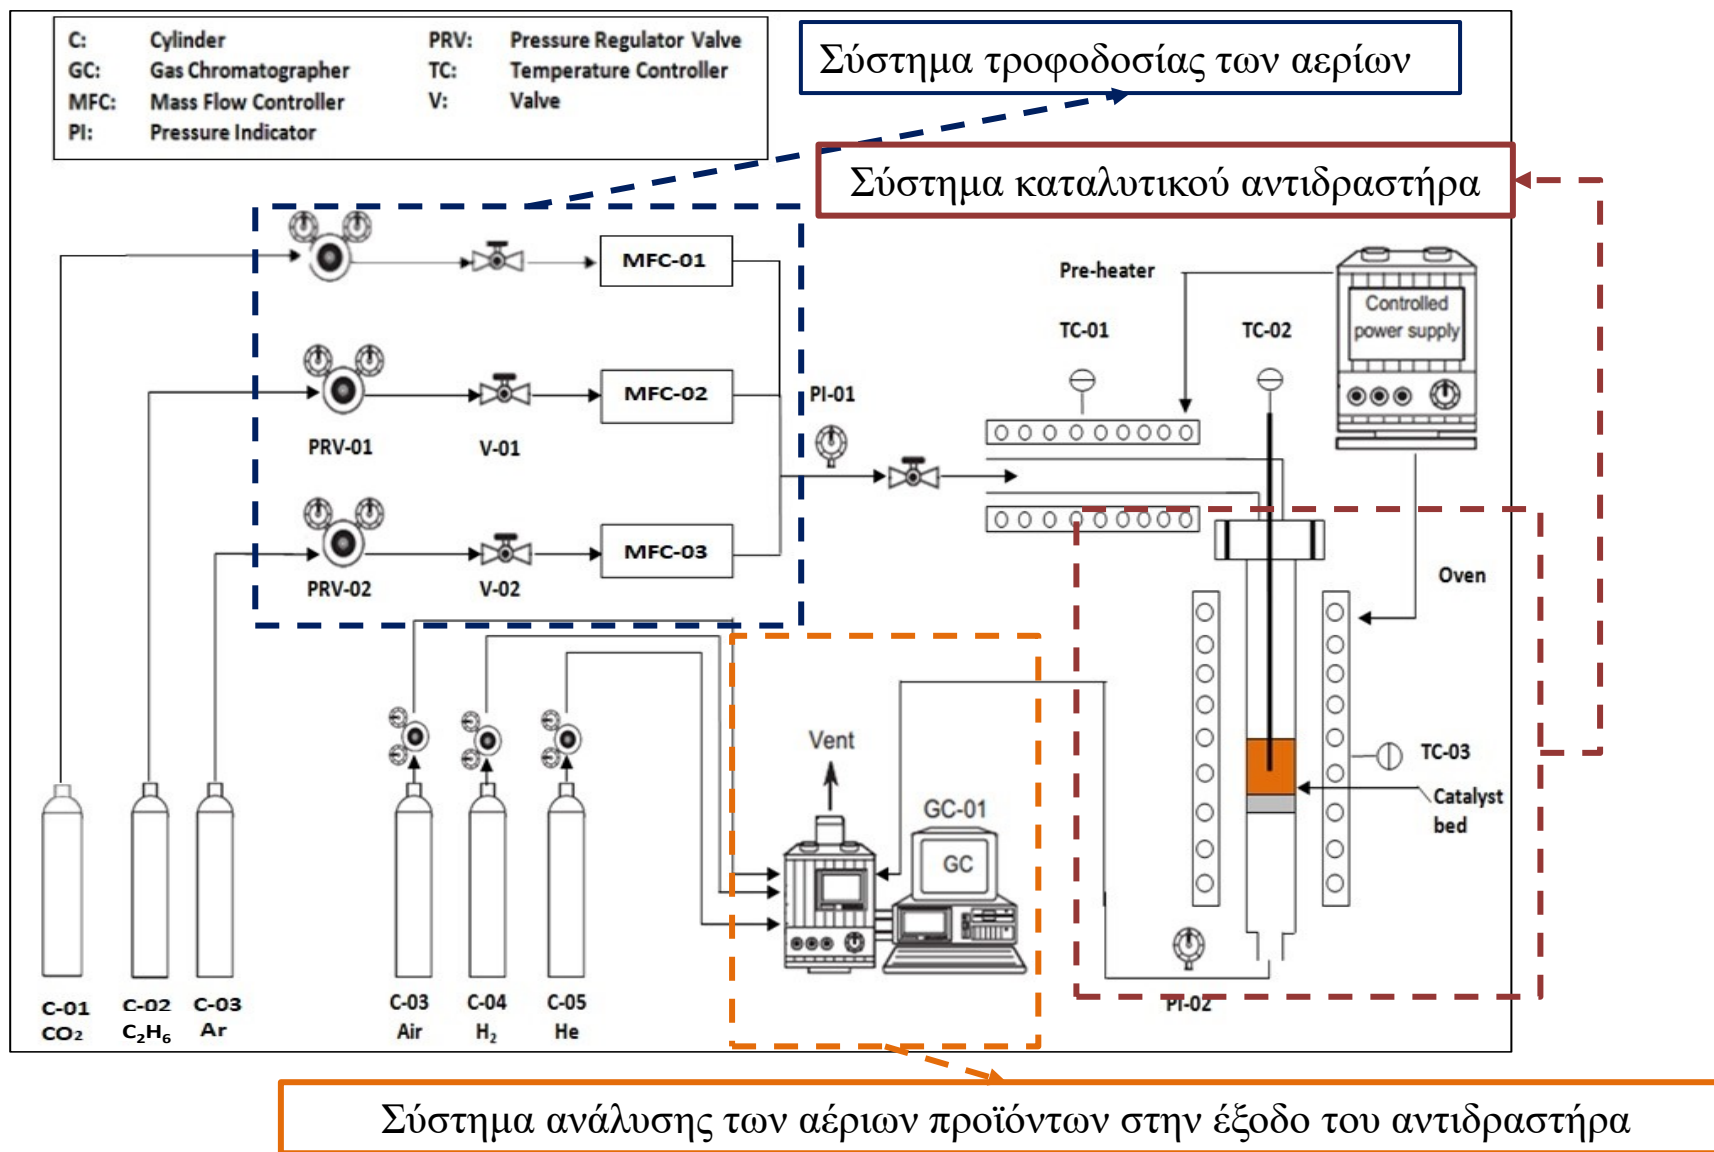 C: Cylinder PRV: Pressure Regulator Valve
GC: Gas Chromatographer TC: Temperature Controller
MFC: Mass Flow Controller V: Valve
PI: Pressure Indicator
Σύστημα τροφοδοσίας των αερίων
Σύστημα καταλυτικού αντιδραστήρα
MFC-01
Pre-heater
Controlled
power supply
TC-01
TC-02
MFC-02
PI-01
PRV-01
V-01
MFC-03
PRV-02
V-02
Oven
Vent
TC-03
Catalyst
bed
GC-01
GC
C-01
CO2
C-02
C2H6
C-03
Ar
C-03
Air
C-04
H2
C-05
He
PI-02
Σύστημα ανάλυσης των αέριων προϊόντων στην έξοδο του αντιδραστήρα